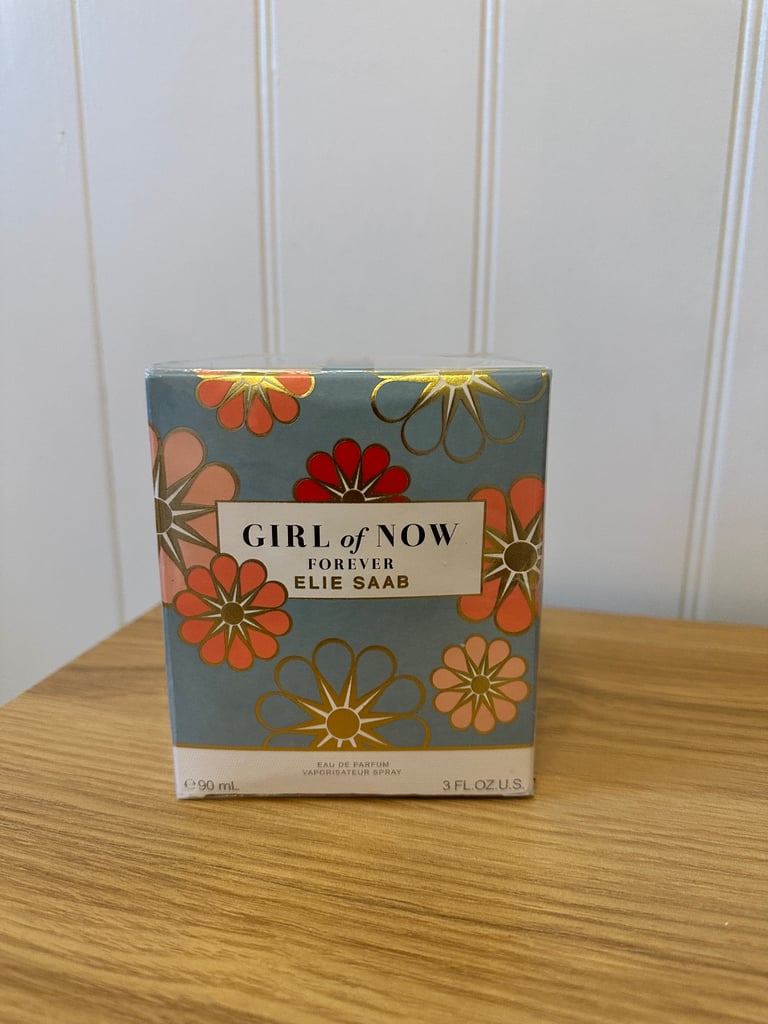 GIRL of NOW
FOREVER
ELIE SAAB
EAU DE PARFUM
VAPORISATEUR SPRAY
℮90 mL 3 FL.OZ.U.S.